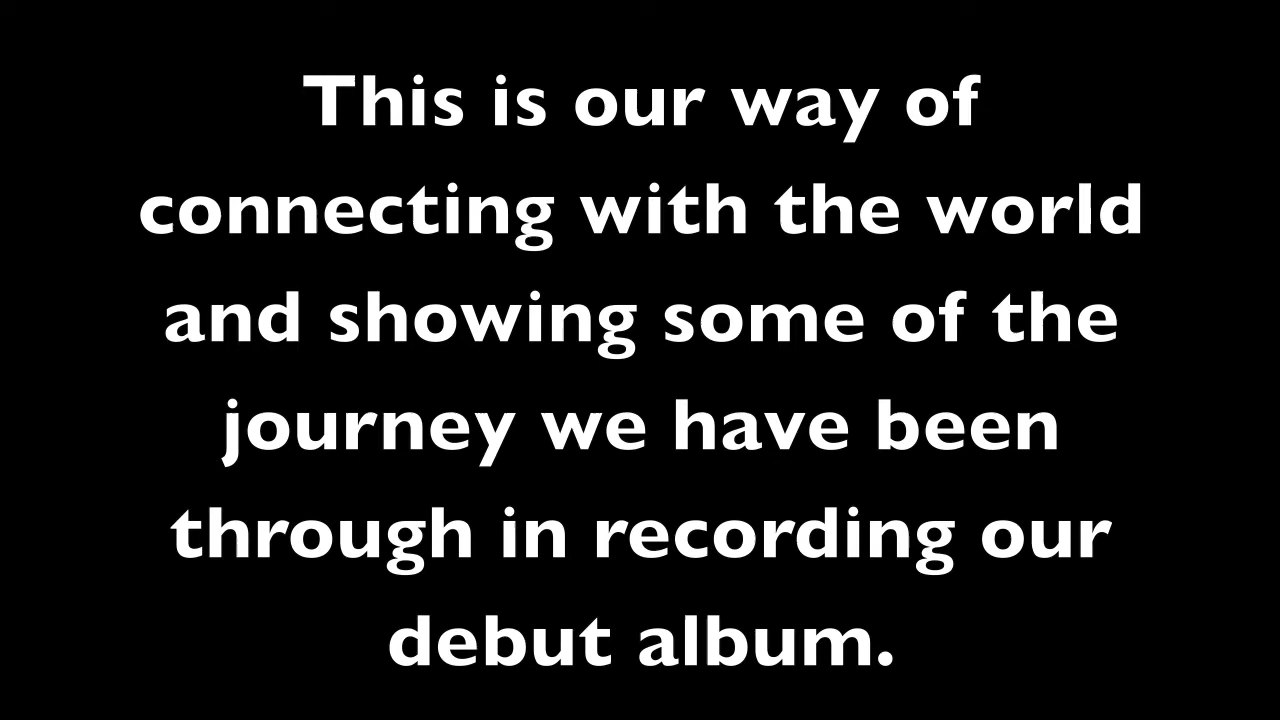 This is our way of
connecting with the world
and showing some of the
journey we have been
through in recording our
debut album.